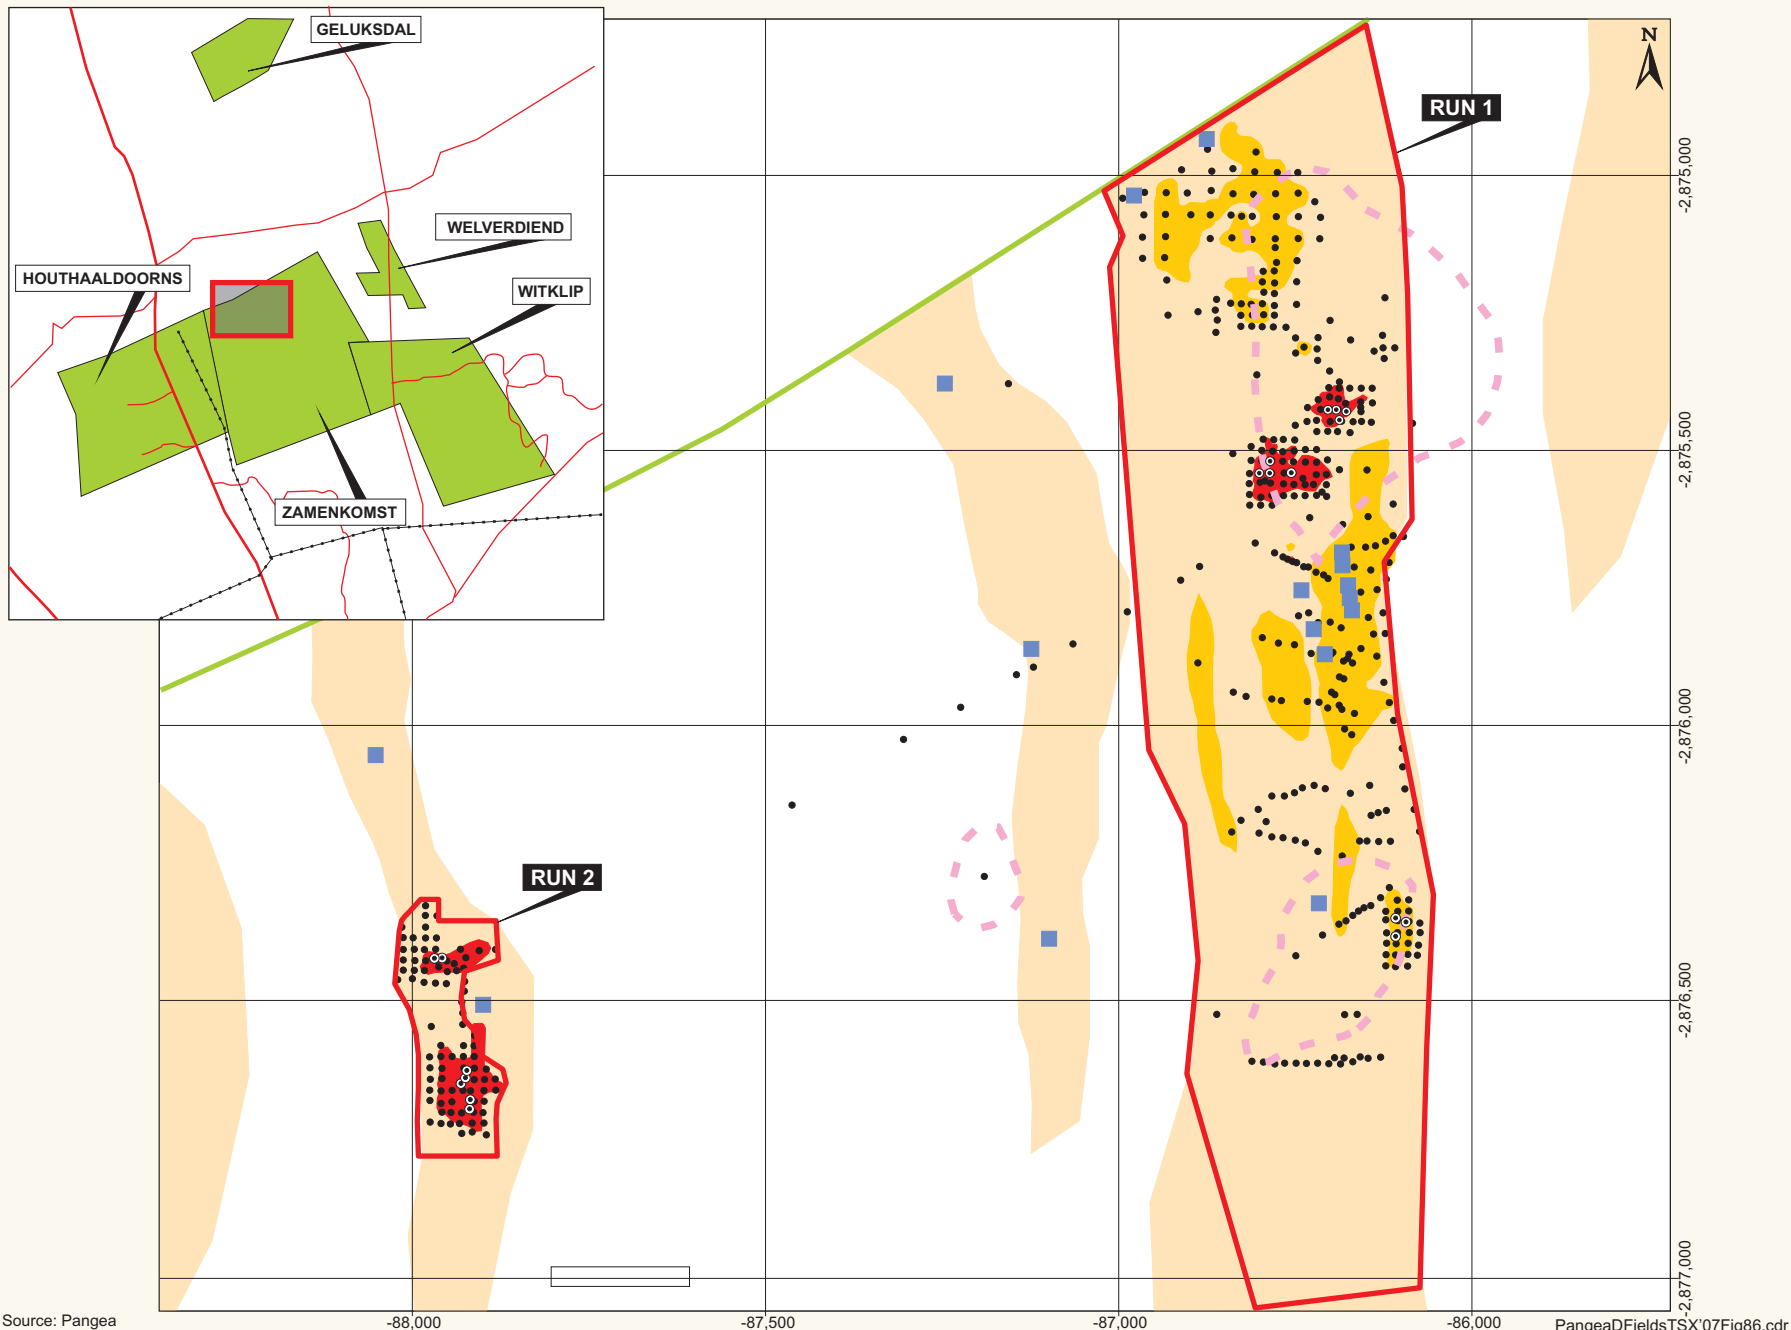 GELUKSDAL
WELVERDIEND
HOUTHAALDOORNS
WITKLIP
ZAMENKOMST
N
RUN 1
RUN 2
-2,875,000
-2,875,500
-2,876,000
-2,876,500
-2,877,000
-88,000
-87,500
-87,000
-86,000
Source: Pangea
PangeaDFieldsTSX'07Fig86.cdr